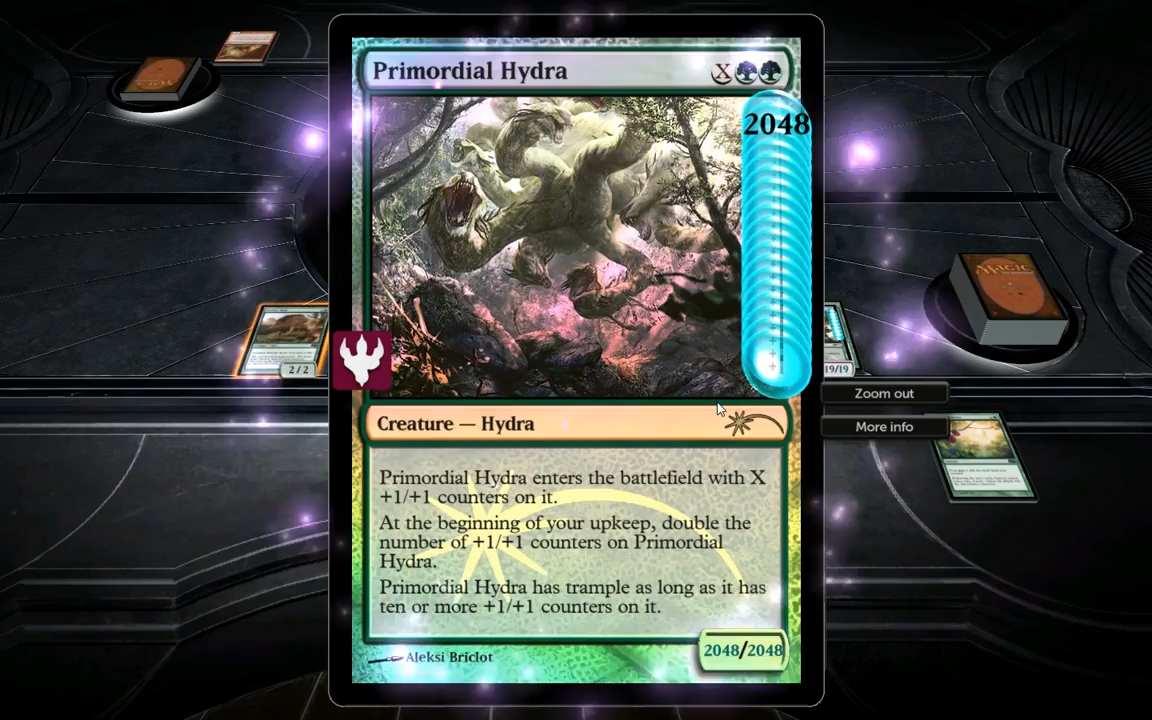 Primordial Hydra X
2048
2/2
19/19
Zoom out
Creature — Hydra
More info
Primordial Hydra enters the battlefield with X
+1/+1 counters on it.
At the beginning of your upkeep, double the
number of +1/+1 counters on Primordial
Hydra.
Primordial Hydra has trample as long as it has
ten or more +1/+1 counters on it.
Aleksi Briclot
2048/2048
MAGIC